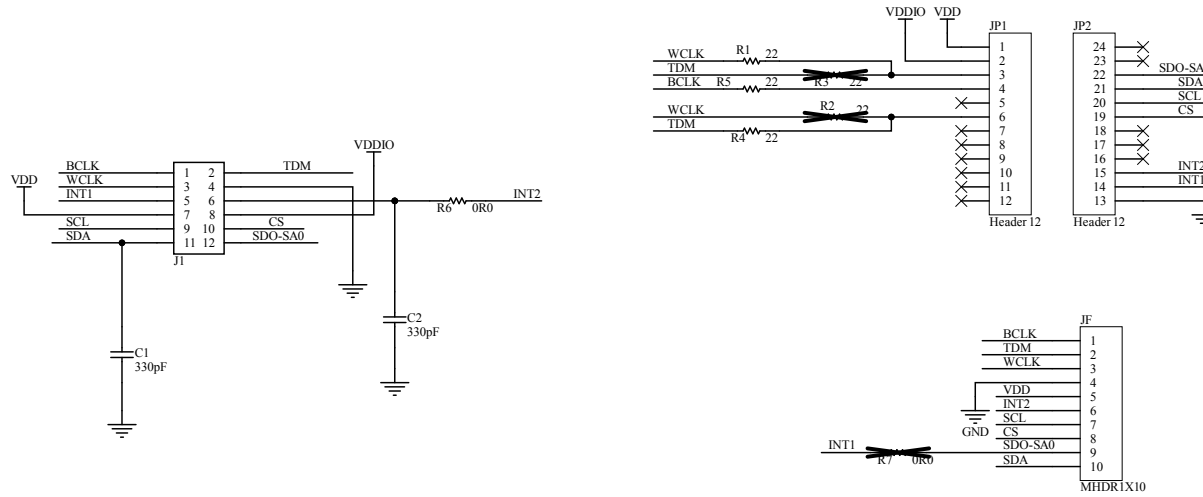 VDDIO VDD
JP1 JP2
WCLK R1 22
TDM R3 22
BCLK R5 22
WCLK R2 22
TDM R4 22
1
2
3
4
5
6
7
8
9
10
11
12
Header 12
24
23
22 SDO-SA
21 SDA
20 SCL
19 CS
18
17
16
15 INT2
14 INT1
13
Header 12
VDD
VDDIO
BCLK 1 2 TDM
WCLK 3 4
INT1 5 6 R6 0R0 INT2
7 8
SCL 9 10 CS
SDA 11 12 SDO-SA0
J1
C1
330pF
C2
330pF
JF
BCLK 1
TDM 2
WCLK 3
4
VDD 5
INT2 6
SCL 7
CS 8
SDO-SA0 9
SDA 10
GND
INT1 R7 0R0
MHDR1X10